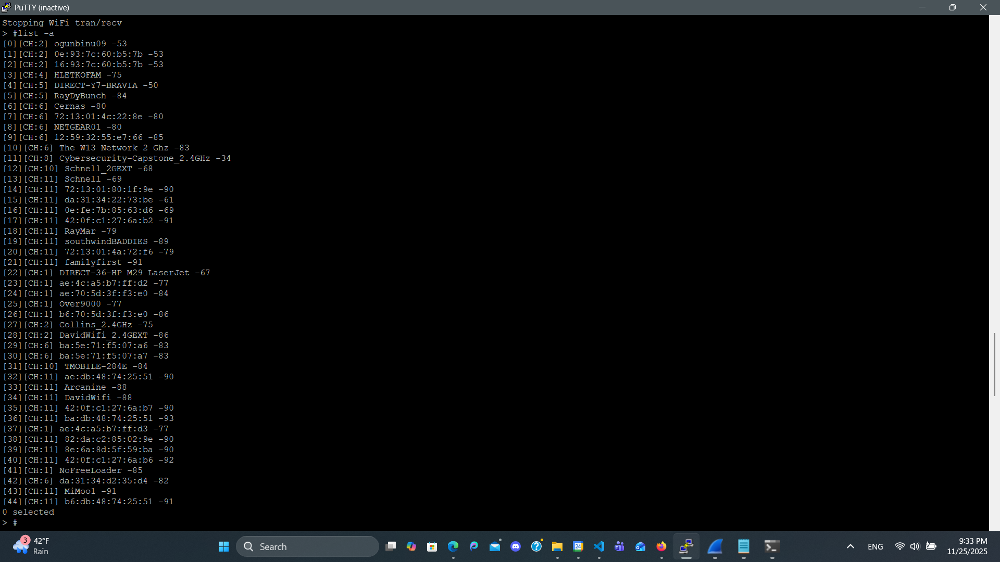 PuTTY (inactive)
Stopping WiFi tran/recv
> #list -a
[0][CH:2] ogunbinu09 -53
[1][CH:2] 0e:93:7c:60:b5:7b -53
[2][CH:2] 16:93:7c:60:b5:7b -53
[3][CH:4] HLETKOFAM -75
[4][CH:5] DIRECT-Y7-BRAVIA -50
[5][CH:5] RayDyBunch -84
[6][CH:6] Cernas -80
[7][CH:6] 72:13:01:4c:22:8e -80
[8][CH:6] NETGEAR01 -80
[9][CH:6] 12:59:32:55:e7:66 -85
[10][CH:6] The W13 Network 2 Ghz -83
[11][CH:8] Cybersecurity-Capstone_2.4GHz -34
[12][CH:10] Schnell_2GEXT -68
[13][CH:11] Schnell -69
[14][CH:11] 72:13:01:80:1f:9e -90
[15][CH:11] da:31:34:22:73:be -61
[16][CH:11] 0e:fe:7b:85:63:d6 -69
[17][CH:11] 42:0f:c1:27:6a:b2 -91
[18][CH:11] RayMar -79
[19][CH:11] southwindBADDIES -89
[20][CH:11] 72:13:01:4a:72:f6 -79
[21][CH:11] familyfirst -91
[22][CH:1] DIRECT-36-HP M29 LaserJet -67
[23][CH:1] ae:4c:a5:b7:ff:d2 -77
[24][CH:1] ae:70:5d:3f:f3:e0 -84
[25][CH:1] Over9000 -77
[26][CH:1] b6:70:5d:3f:f3:e0 -86
[27][CH:2] Collins_2.4GHz -75
[28][CH:2] DavidWifi_2.4GEXT -86
[29][CH:6] ba:5e:71:f5:07:a6 -83
[30][CH:6] ba:5e:71:f5:07:a7 -83
[31][CH:10] TMOBILE-284E -84
[32][CH:11] ae:db:48:74:25:51 -90
[33][CH:11] Arcanine -88
[34][CH:11] DavidWifi -88
[35][CH:11] 42:0f:c1:27:6a:b7 -90
[36][CH:11] ba:db:48:74:25:51 -93
[37][CH:1] ae:4c:a5:b7:ff:d3 -77
[38][CH:11] 82:da:c2:85:02:9e -90
[39][CH:11] 8e:6a:8d:5f:59:ba -90
[40][CH:11] 42:0f:c1:27:6a:b6 -92
[41][CH:1] NoFreeLoader -85
[42][CH:6] da:31:34:d2:35:d4 -82
[43][CH:11] MiMoo1 -91
[44][CH:11] b6:db:48:74:25:51 -91
0 selected
> #
3
42°F
Rain
Search
24
ENG
9:33 PM
11/25/2025